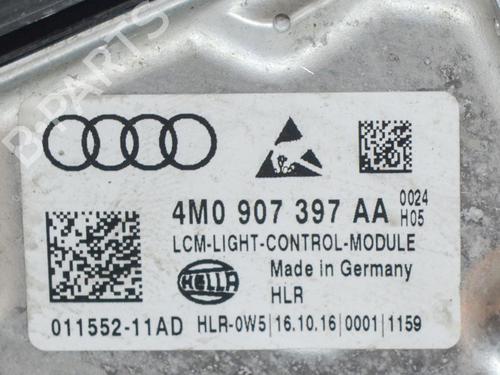 B-PARTS
4M0 907 397 AA 0024 H05
LCM-LIGHT-CONTROL-MODULE
HELLA
Made in Germany
HLR
011552-11AD HLR-0W5|16.10.16|0001|1159